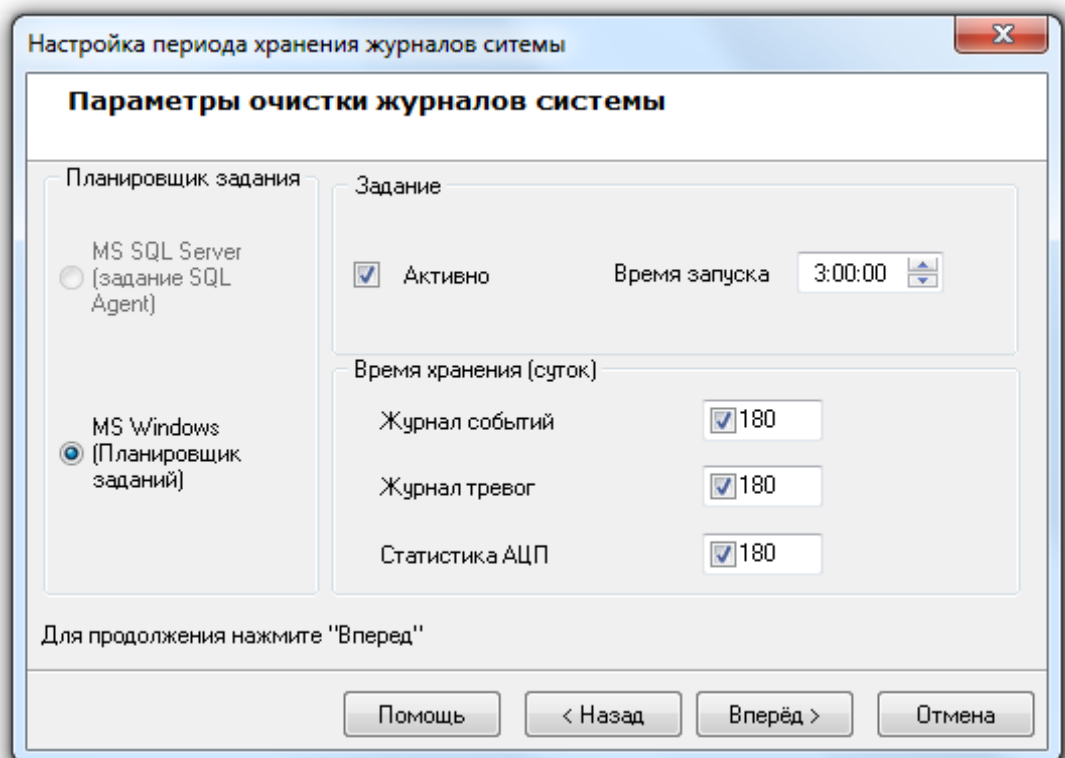 Настройка периода хранения журналов ситемы
Параметры очистки журналов системы
Планировщик задания
MS SQL Server
(задание SQL
Agent)
MS Windows
(Планировщик
заданий)
Задание
Активно
Время запуска
3:00:00
Время хранения (суток)
Журнал событий
180
Журнал тревог
180
Статистика АЦП
180
Для продолжения нажмите "Вперед"
Помощь
< Назад
Вперёд >
Отмена